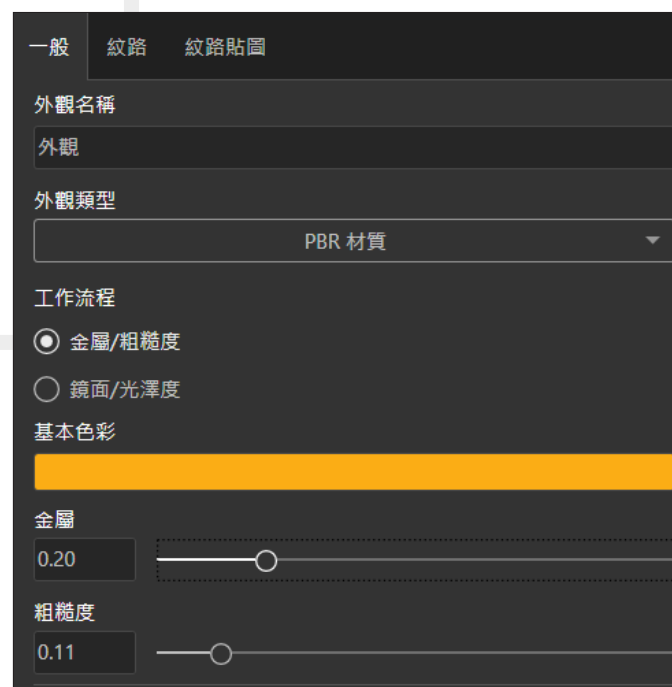 一般 紋路 紋路貼圖
外觀名稱
外觀
外觀類型
PBR 材質
工作流程
金屬/粗糙度
鏡面/光澤度
基本色彩
金屬
0.20
粗糙度
0.11